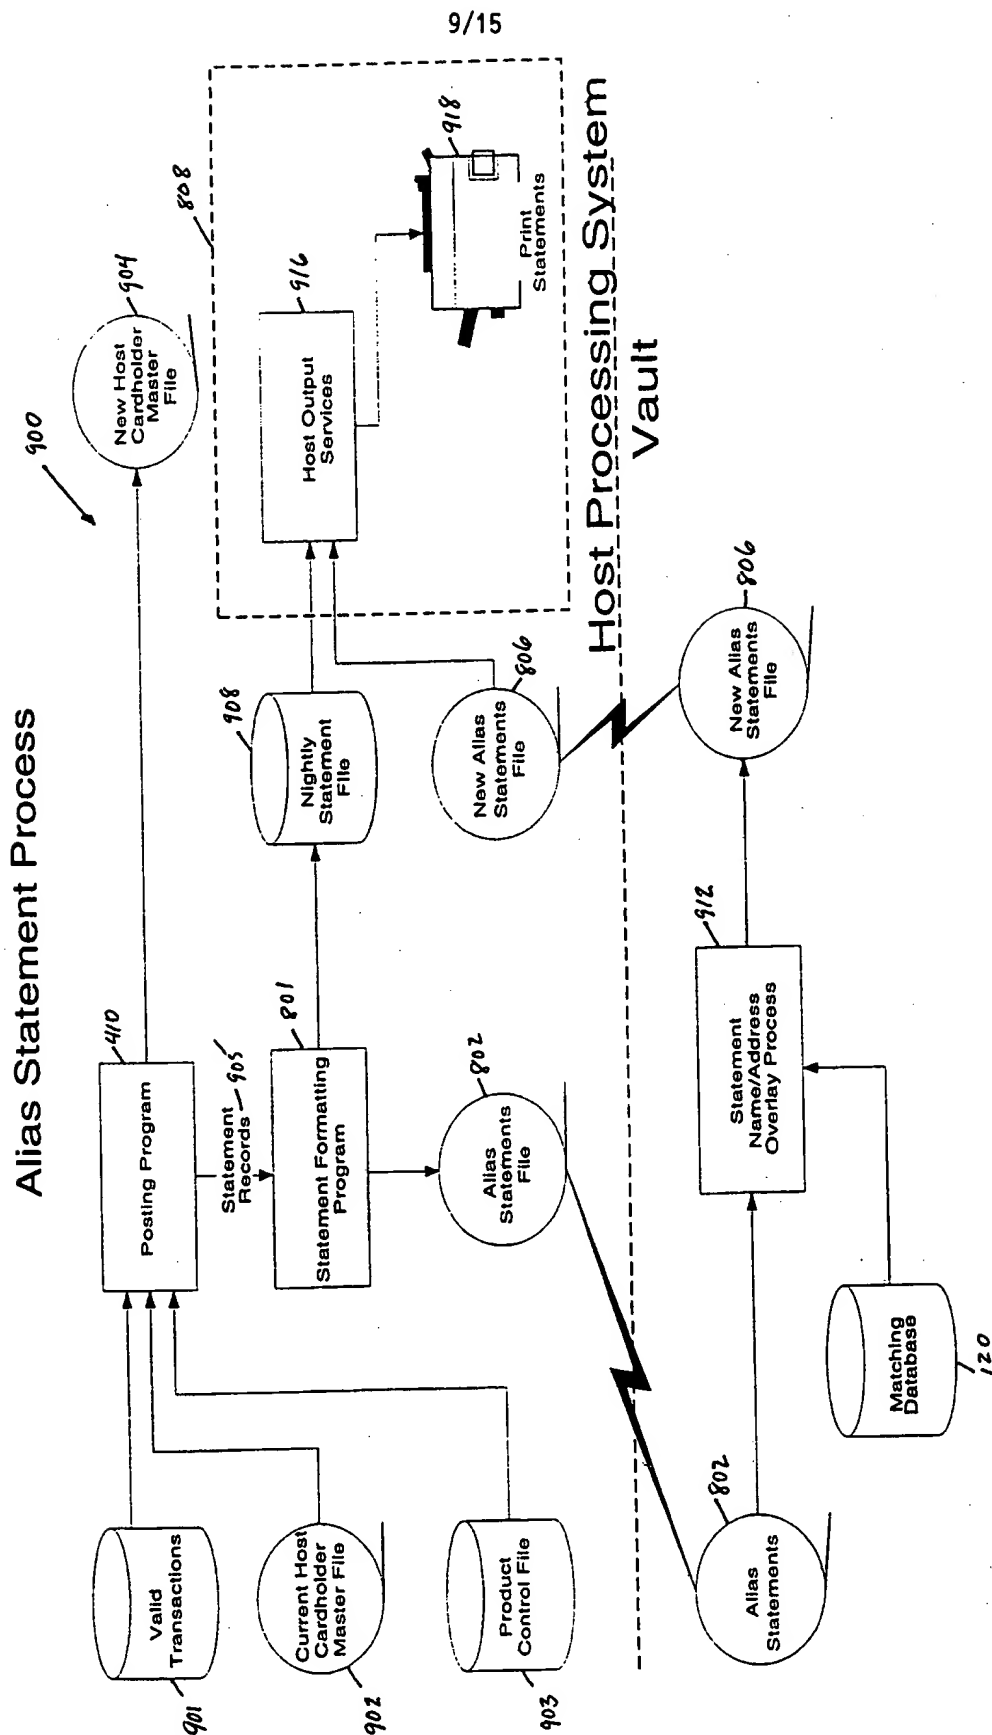 9/15
Alias Statement Process
900
Valid
Transactions
901
Current Host
Cardholder
Master File
902
Product
Control File
903
Posting Program
410
Statement
Records
905
Statement Formatting
Program
801
Alias
Statements
File
802
New Host
Cardholder
Master
File
904
Nightly
Statement
File
908
New Alias
Statements
File
806
808
Host Output
Services
916
918
Print
Statements
Host Processing System
Vault
Alias
Statements
802
Matching
Database
120
Statement
Name/Address
Overlay Process
912
New Alias
Statements
File
806